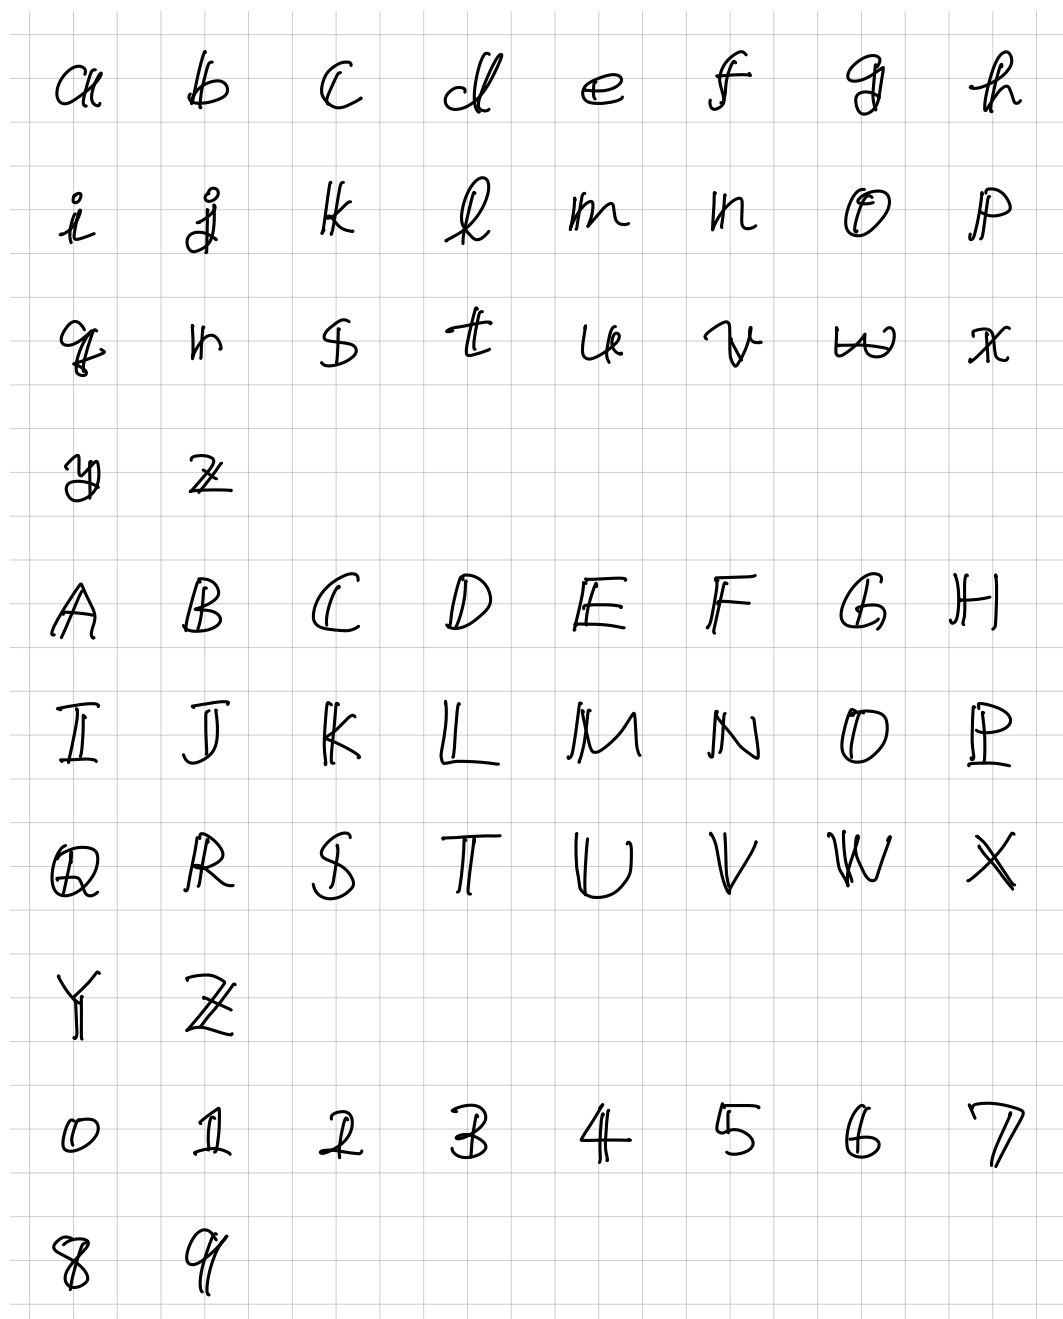 a b c d e f g h
i j k l m n o p
q r s t u v w x
y z
A B C D E F G H
I J K L M N O P
Q R S T U V W X
Y Z
0 1 2 3 4 5 6 7
8 9